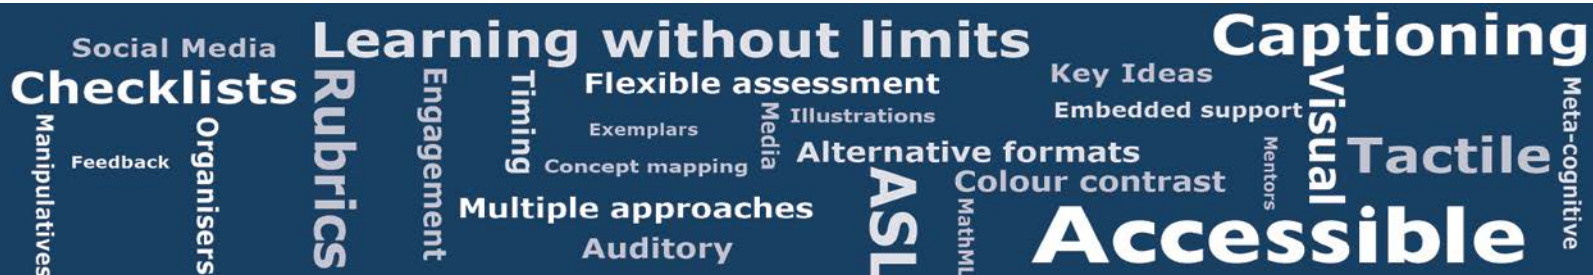 Social Media
Learning without limits
Captioning
Checklists
Rubrics
Engagement
Timing
Flexible assessment
Key Ideas
Visual
Meta-cognitive
Manipulatives
Organisers
Feedback
Exemplars
Media
Illustrations
Embedded support
Concept mapping
Alternative formats
Mentors
Tactile
ASL
Colour contrast
Multiple approaches
MathML
Accessible
Auditory